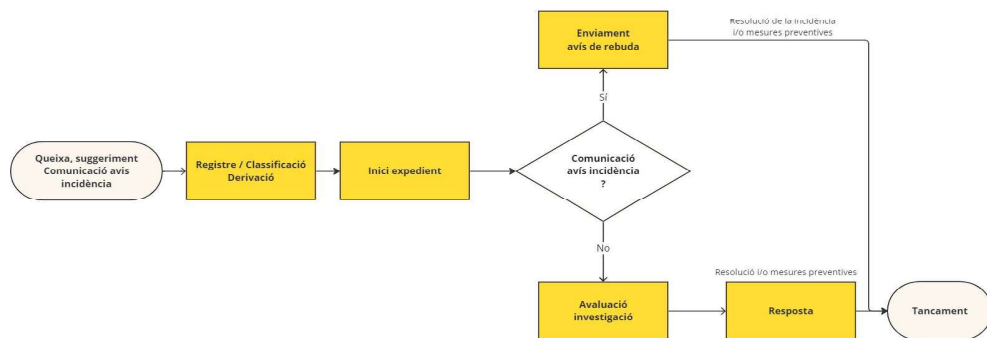 Resolució de la incidència
i/o mesures preventives
Enviament
avís de rebuda
Sí
Queixa, suggeriment
Comunicació avis
incidència
Registre / Classificació
Derivació
Inici expedient
Comunicació
avís incidència
?
No
Resolució i/o mesures preventives
Avaluació
investigació
Resposta
Tancament